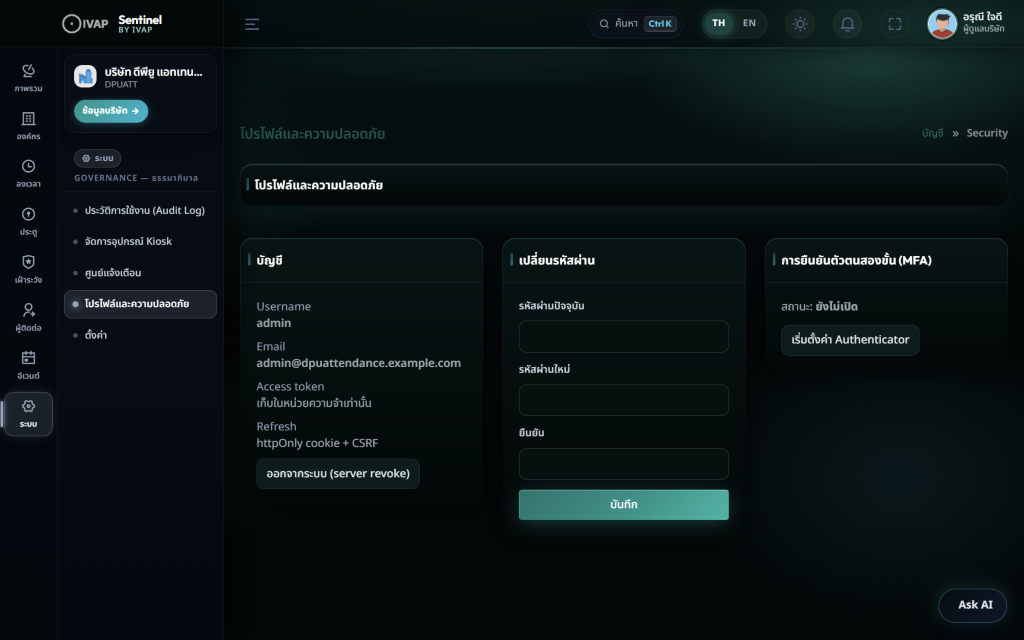 IVAP
Sentinel
BY IVAP
ค้นหา
Ctrl K
TH
EN
อรุณี ใจดี
ผู้ดูแลบริษัท
ภาพรวม
องค์กร
ลงเวลา
ประตู
เฝ้าระวัง
ผู้ติดต่อ
อีเวนต์
ระบบ
บริษัท ดีพียู แอทเทน...
DPUATT
ข้อมูลบริษัท →
ระบบ
GOVERNANCE — ธรรมาภิบาล
ประวัติการใช้งาน (Audit Log)
จัดการอุปกรณ์ Kiosk
ศูนย์แจ้งเตือน
โปรไฟล์และความปลอดภัย
ตั้งค่า
โปรไฟล์และความปลอดภัย
บัญชี » Security
โปรไฟล์และความปลอดภัย
บัญชี
Username
admin
Email
admin@dpuattendance.example.com
Access token
เก็บในหน่วยความจำเท่านั้น
Refresh
httpOnly cookie + CSRF
ออกจากระบบ (server revoke)
เปลี่ยนรหัสผ่าน
รหัสผ่านปัจจุบัน
รหัสผ่านใหม่
ยืนยัน
บันทึก
การยืนยันตัวตนสองขั้น (MFA)
สถานะ: ยังไม่เปิด
เริ่มตั้งค่า Authenticator
Ask AI